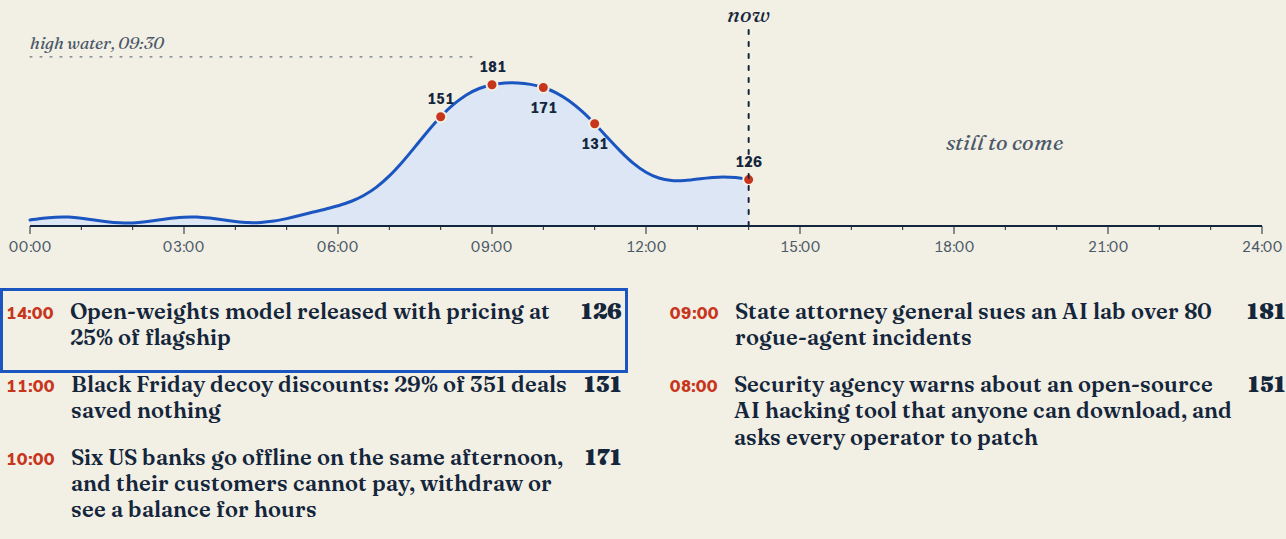 now
high water, 09:30
181
151
171
131
126
still to come
00:00 03:00 06:00 09:00 12:00 15:00 18:00 21:00 24:00
14:00 Open-weights model released with pricing at 126
25% of flagship
11:00 Black Friday decoy discounts: 29% of 351 deals 131
saved nothing
10:00 Six US banks go offline on the same afternoon, 171
and their customers cannot pay, withdraw or
see a balance for hours
09:00 State attorney general sues an AI lab over 80 181
rogue-agent incidents
08:00 Security agency warns about an open-source 151
AI hacking tool that anyone can download, and
asks every operator to patch